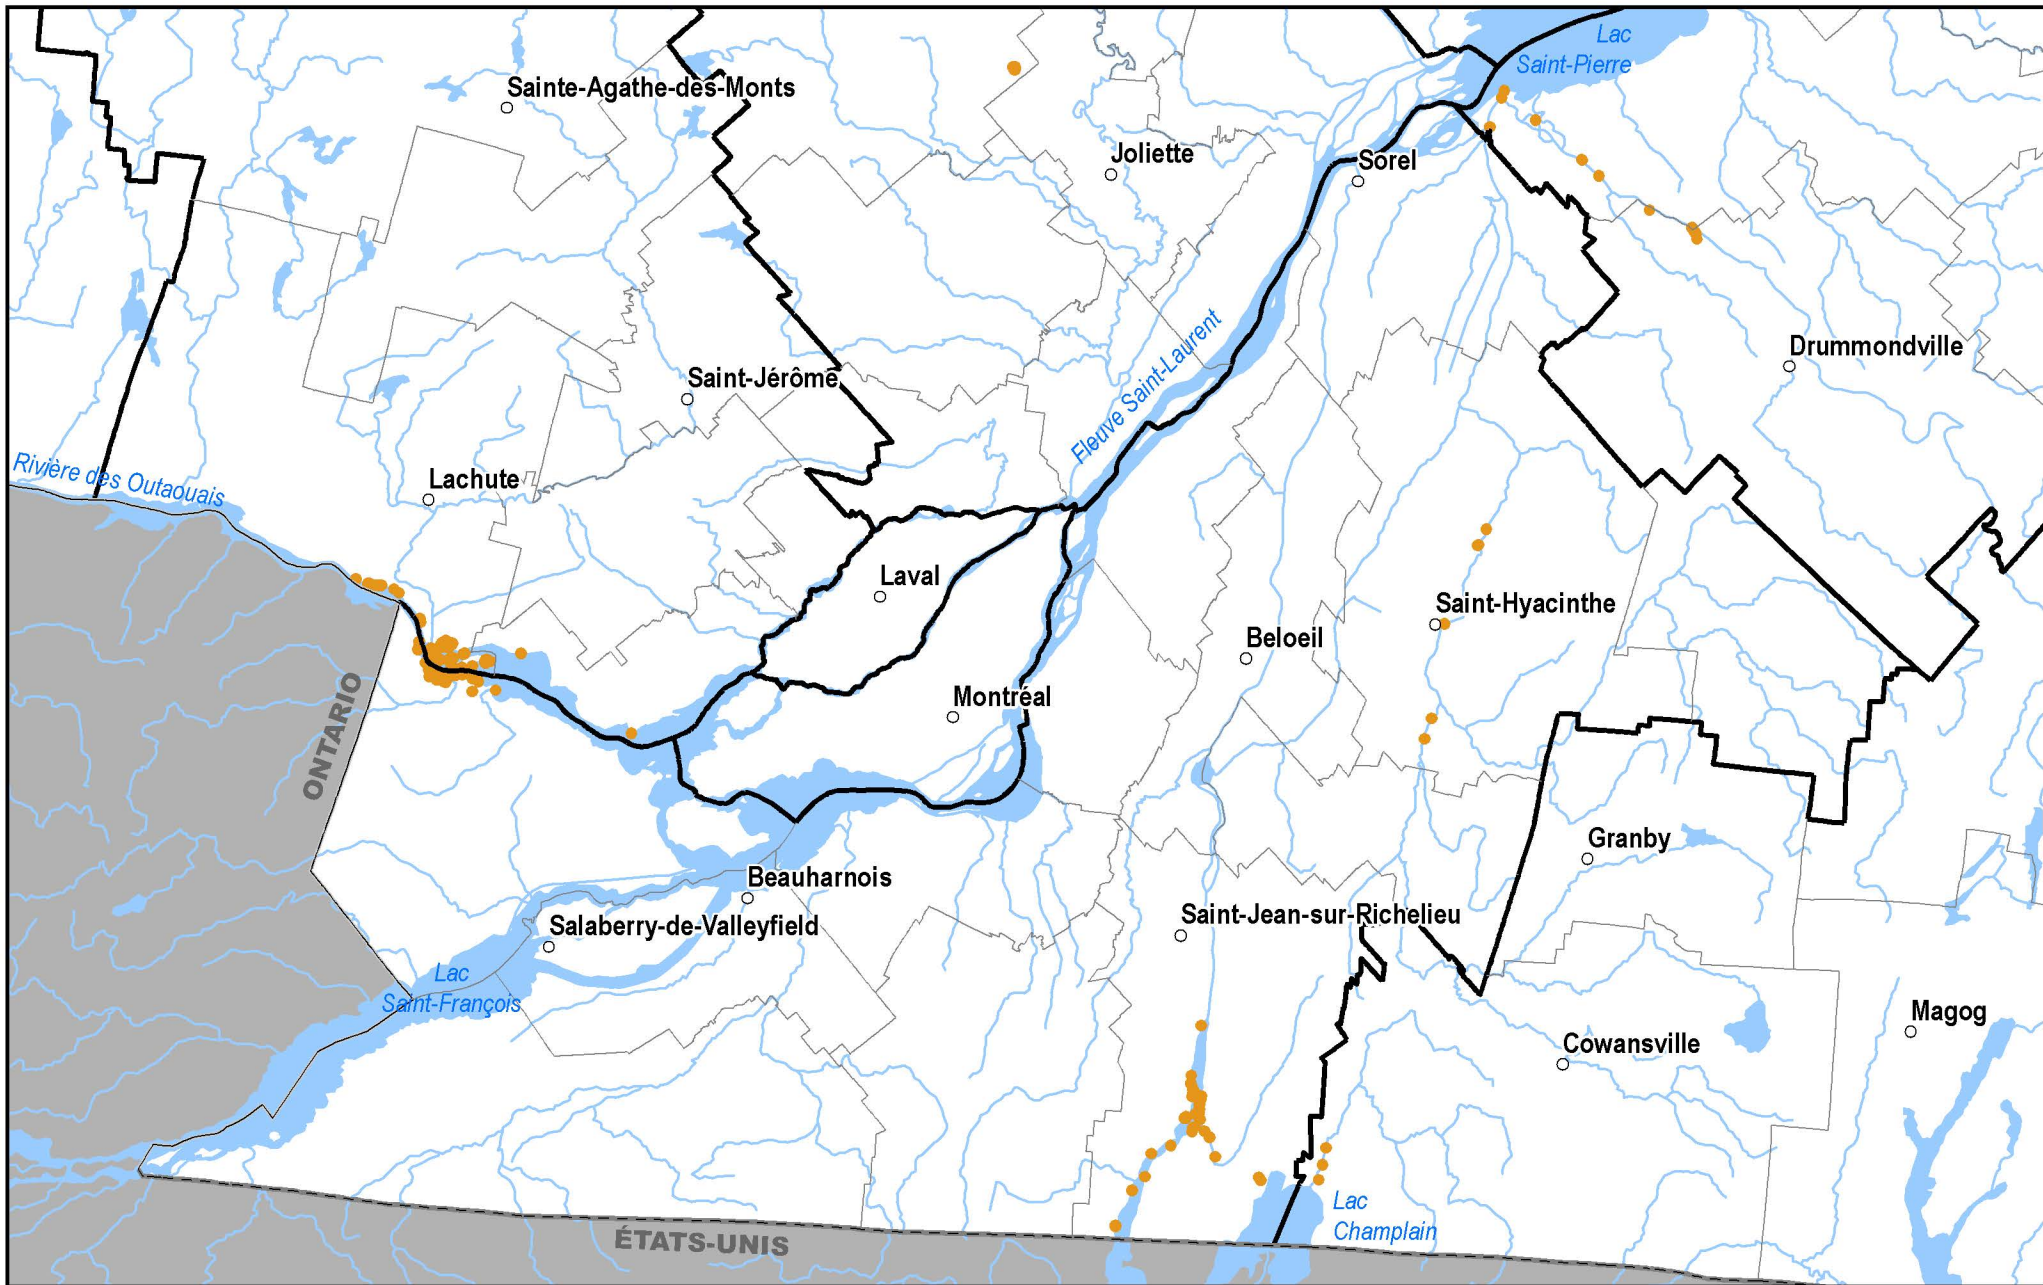 Lac
Saint-Pierre
Sainte-Agathe-des-Monts
Joliette
Sorel
Drummondville
Fleuve Saint-Laurent
Saint-Jérôme
Rivière des Outaouais
Lachute
Laval
Saint-Hyacinthe
Beloeil
ONTARIO
Montréal
Granby
Beauharnois
Saint-Jean-sur-Richelieu
Salaberry-de-Valleyfield
Lac
Saint-François
Magog
Cowansville
Lac
Champlain
ÉTATS-UNIS